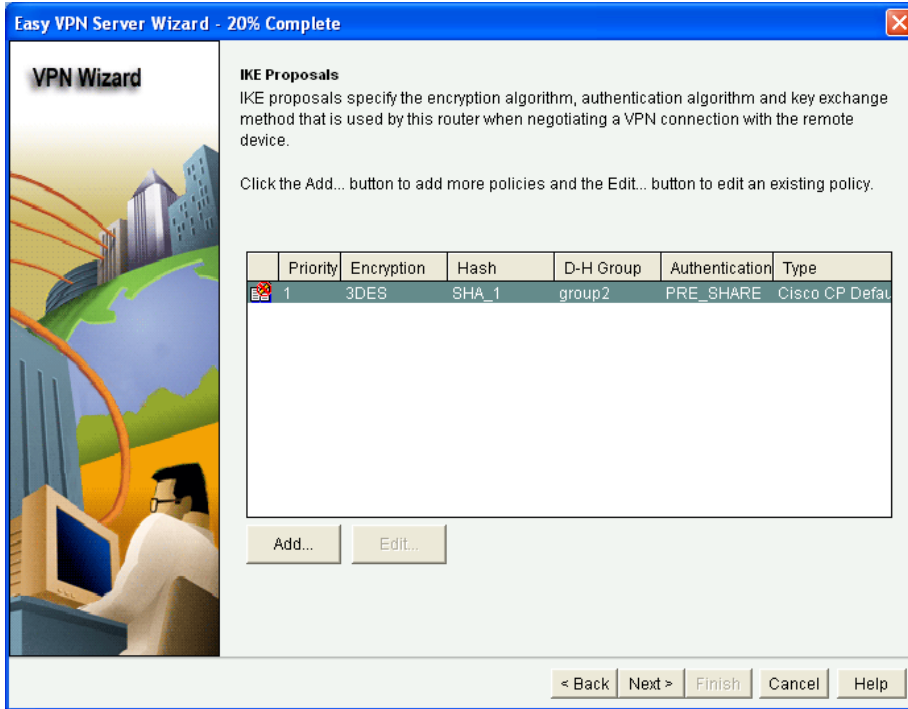 Easy VPN Server Wizard - 20% Complete
VPN Wizard
IKE Proposals
IKE proposals specify the encryption algorithm, authentication algorithm and key exchange
method that is used by this router when negotiating a VPN connection with the remote
device.
Click the Add... button to add more policies and the Edit... button to edit an existing policy.
Priority Encryption Hash D-H Group Authentication Type
1 3DES SHA_1 group2 PRE_SHARE Cisco CP Defau
Add... Edit...
< Back Next > Finish Cancel Help